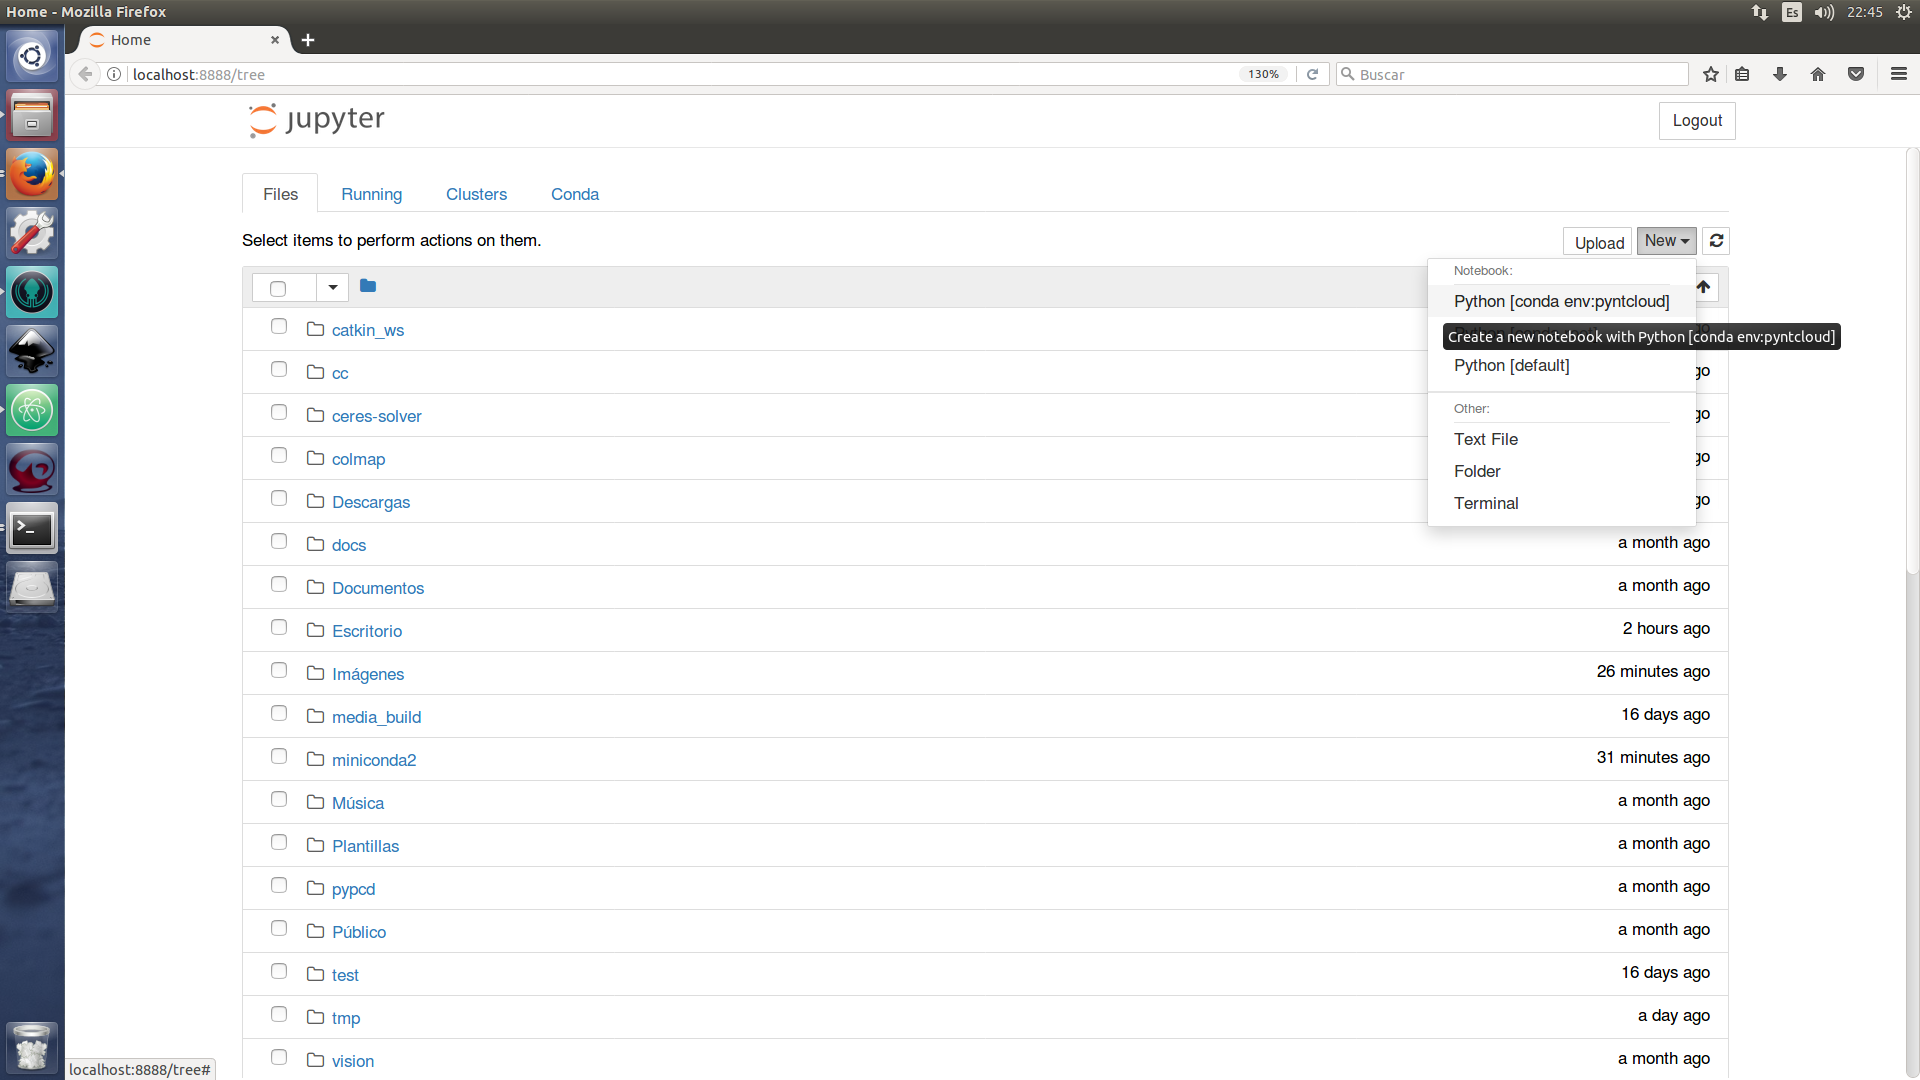 Home - Mozilla Firefox
Es
22:45
Home
localhost:8888/tree
130%
Buscar
jupyter
Logout
Files
Running
Clusters
Conda
Select items to perform actions on them.
Upload
New
Notebook:
Python [conda env:pyntcloud]
Create a new notebook with Python [conda env:pyntcloud]
Python [default]
Other:
Text File
Folder
Terminal
catkin_ws
cc
go
ceres-solver
go
colmap
go
Descargas
go
docs
a month ago
Documentos
a month ago
Escritorio
2 hours ago
Imágenes
26 minutes ago
media_build
16 days ago
miniconda2
31 minutes ago
Música
a month ago
Plantillas
a month ago
pypcd
a month ago
Público
a month ago
test
16 days ago
tmp
a day ago
vision
a month ago
localhost:8888/tree#